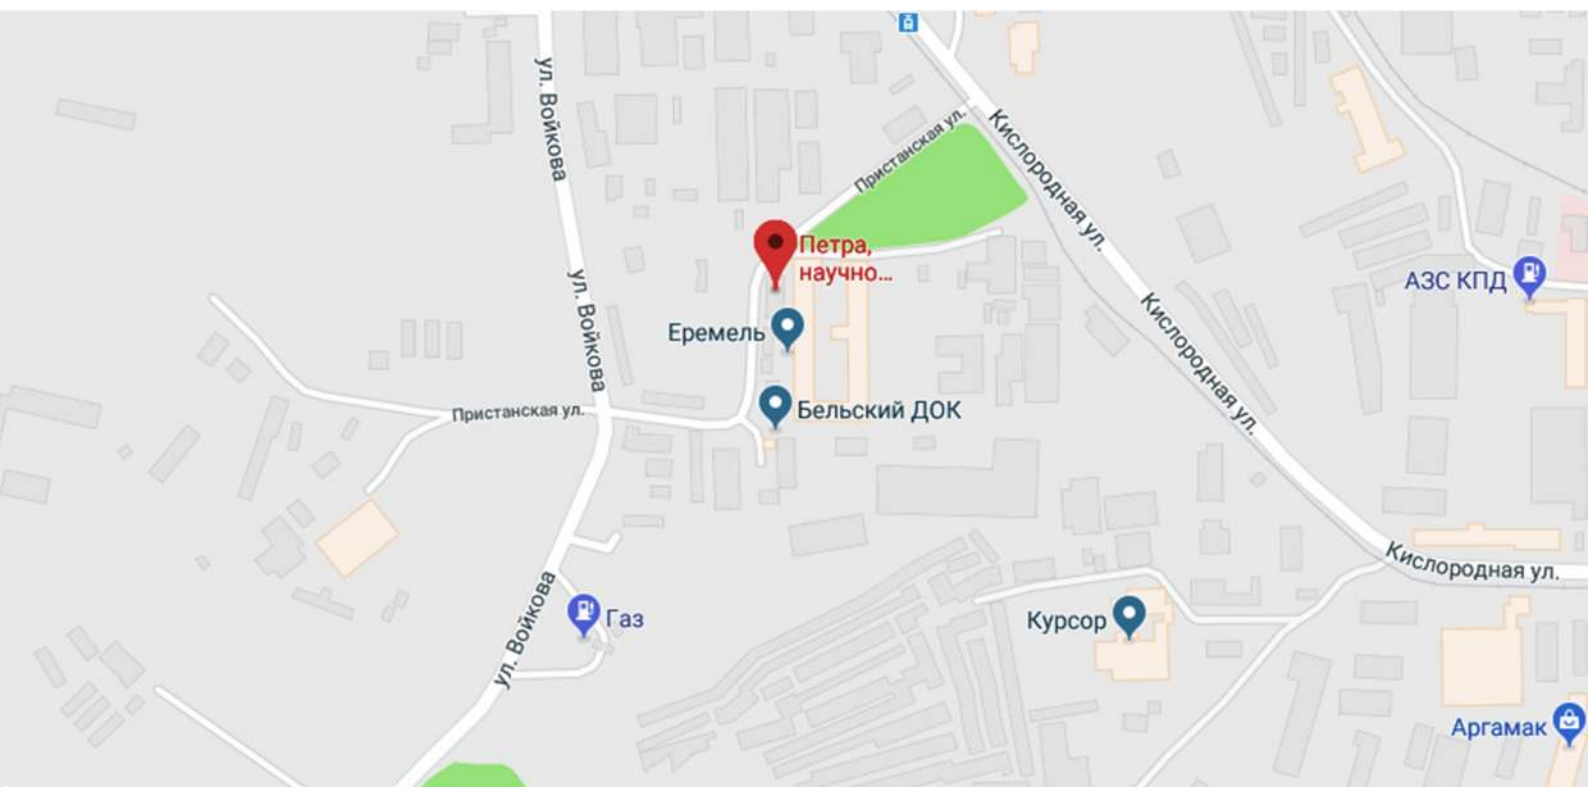 ул. Войкова
Пристанская ул.
Кислородная ул.
Петра,
научно...
АЗС КПД
ул. Войкова
Еремель
Кислородная ул.
Бельский ДОК
Пристанская ул.
Кислородная ул.
ул. Войкова
Газ
Курсор
Аргамак